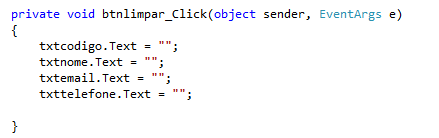 private void btnlimpar_Click(object sender, EventArgs e)
{
txtcodigo.Text = "";
txtnome.Text = "";
txtemail.Text = "";
txttelefone.Text = "";
}